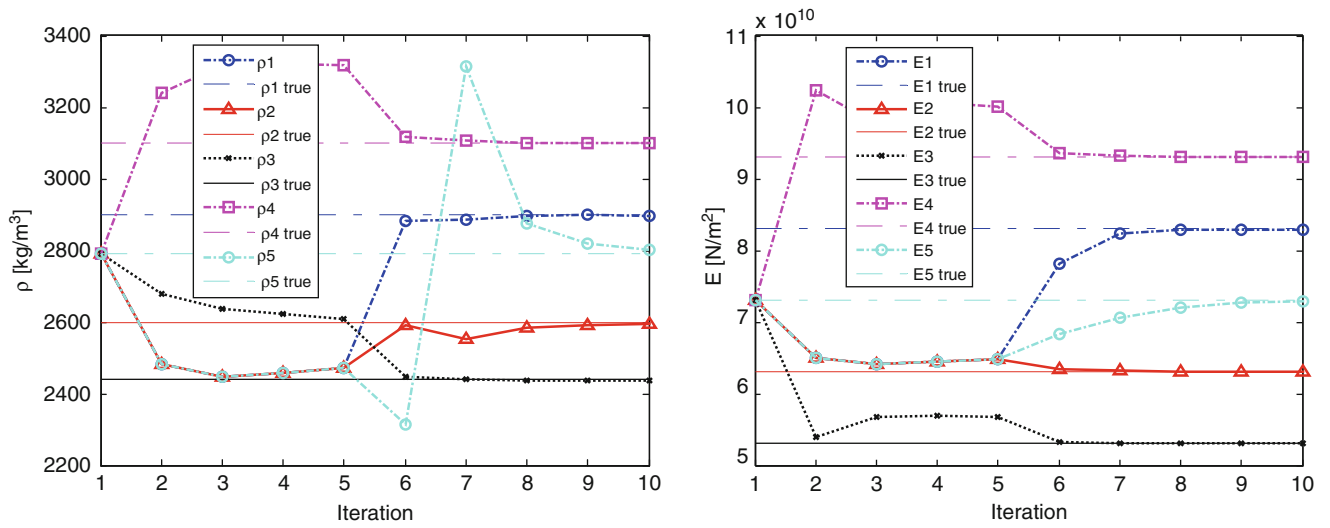 3400
3200
3000
2800
2600
2400
2200
ρ [kg/m³]
1 2 3 4 5 6 7 8 9 10
Iteration
ρ1
ρ1 true
ρ2
ρ2 true
ρ3
ρ3 true
ρ4
ρ4 true
ρ5
ρ5 true
x 10¹⁰
11
10
9
8
7
6
5
E [N/m²]
1 2 3 4 5 6 7 8 9 10
Iteration
E1
E1 true
E2
E2 true
E3
E3 true
E4
E4 true
E5
E5 true